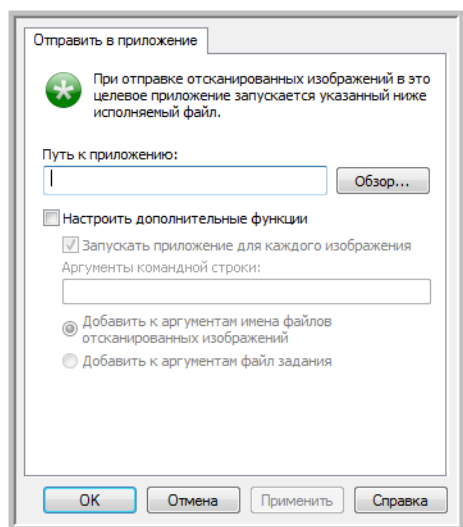 Отправить в приложение
При отправке отсканированных изображений в это
целевое приложение запускается указанный ниже
исполняемый файл.
Путь к приложению:
Обзор...
Настроить дополнительные функции
Запускать приложение для каждого изображения
Аргументы командной строки:
Добавить к аргументам имена файлов
отсканированных изображений
Добавить к аргументам файл задания
OK Отмена Применить Справка